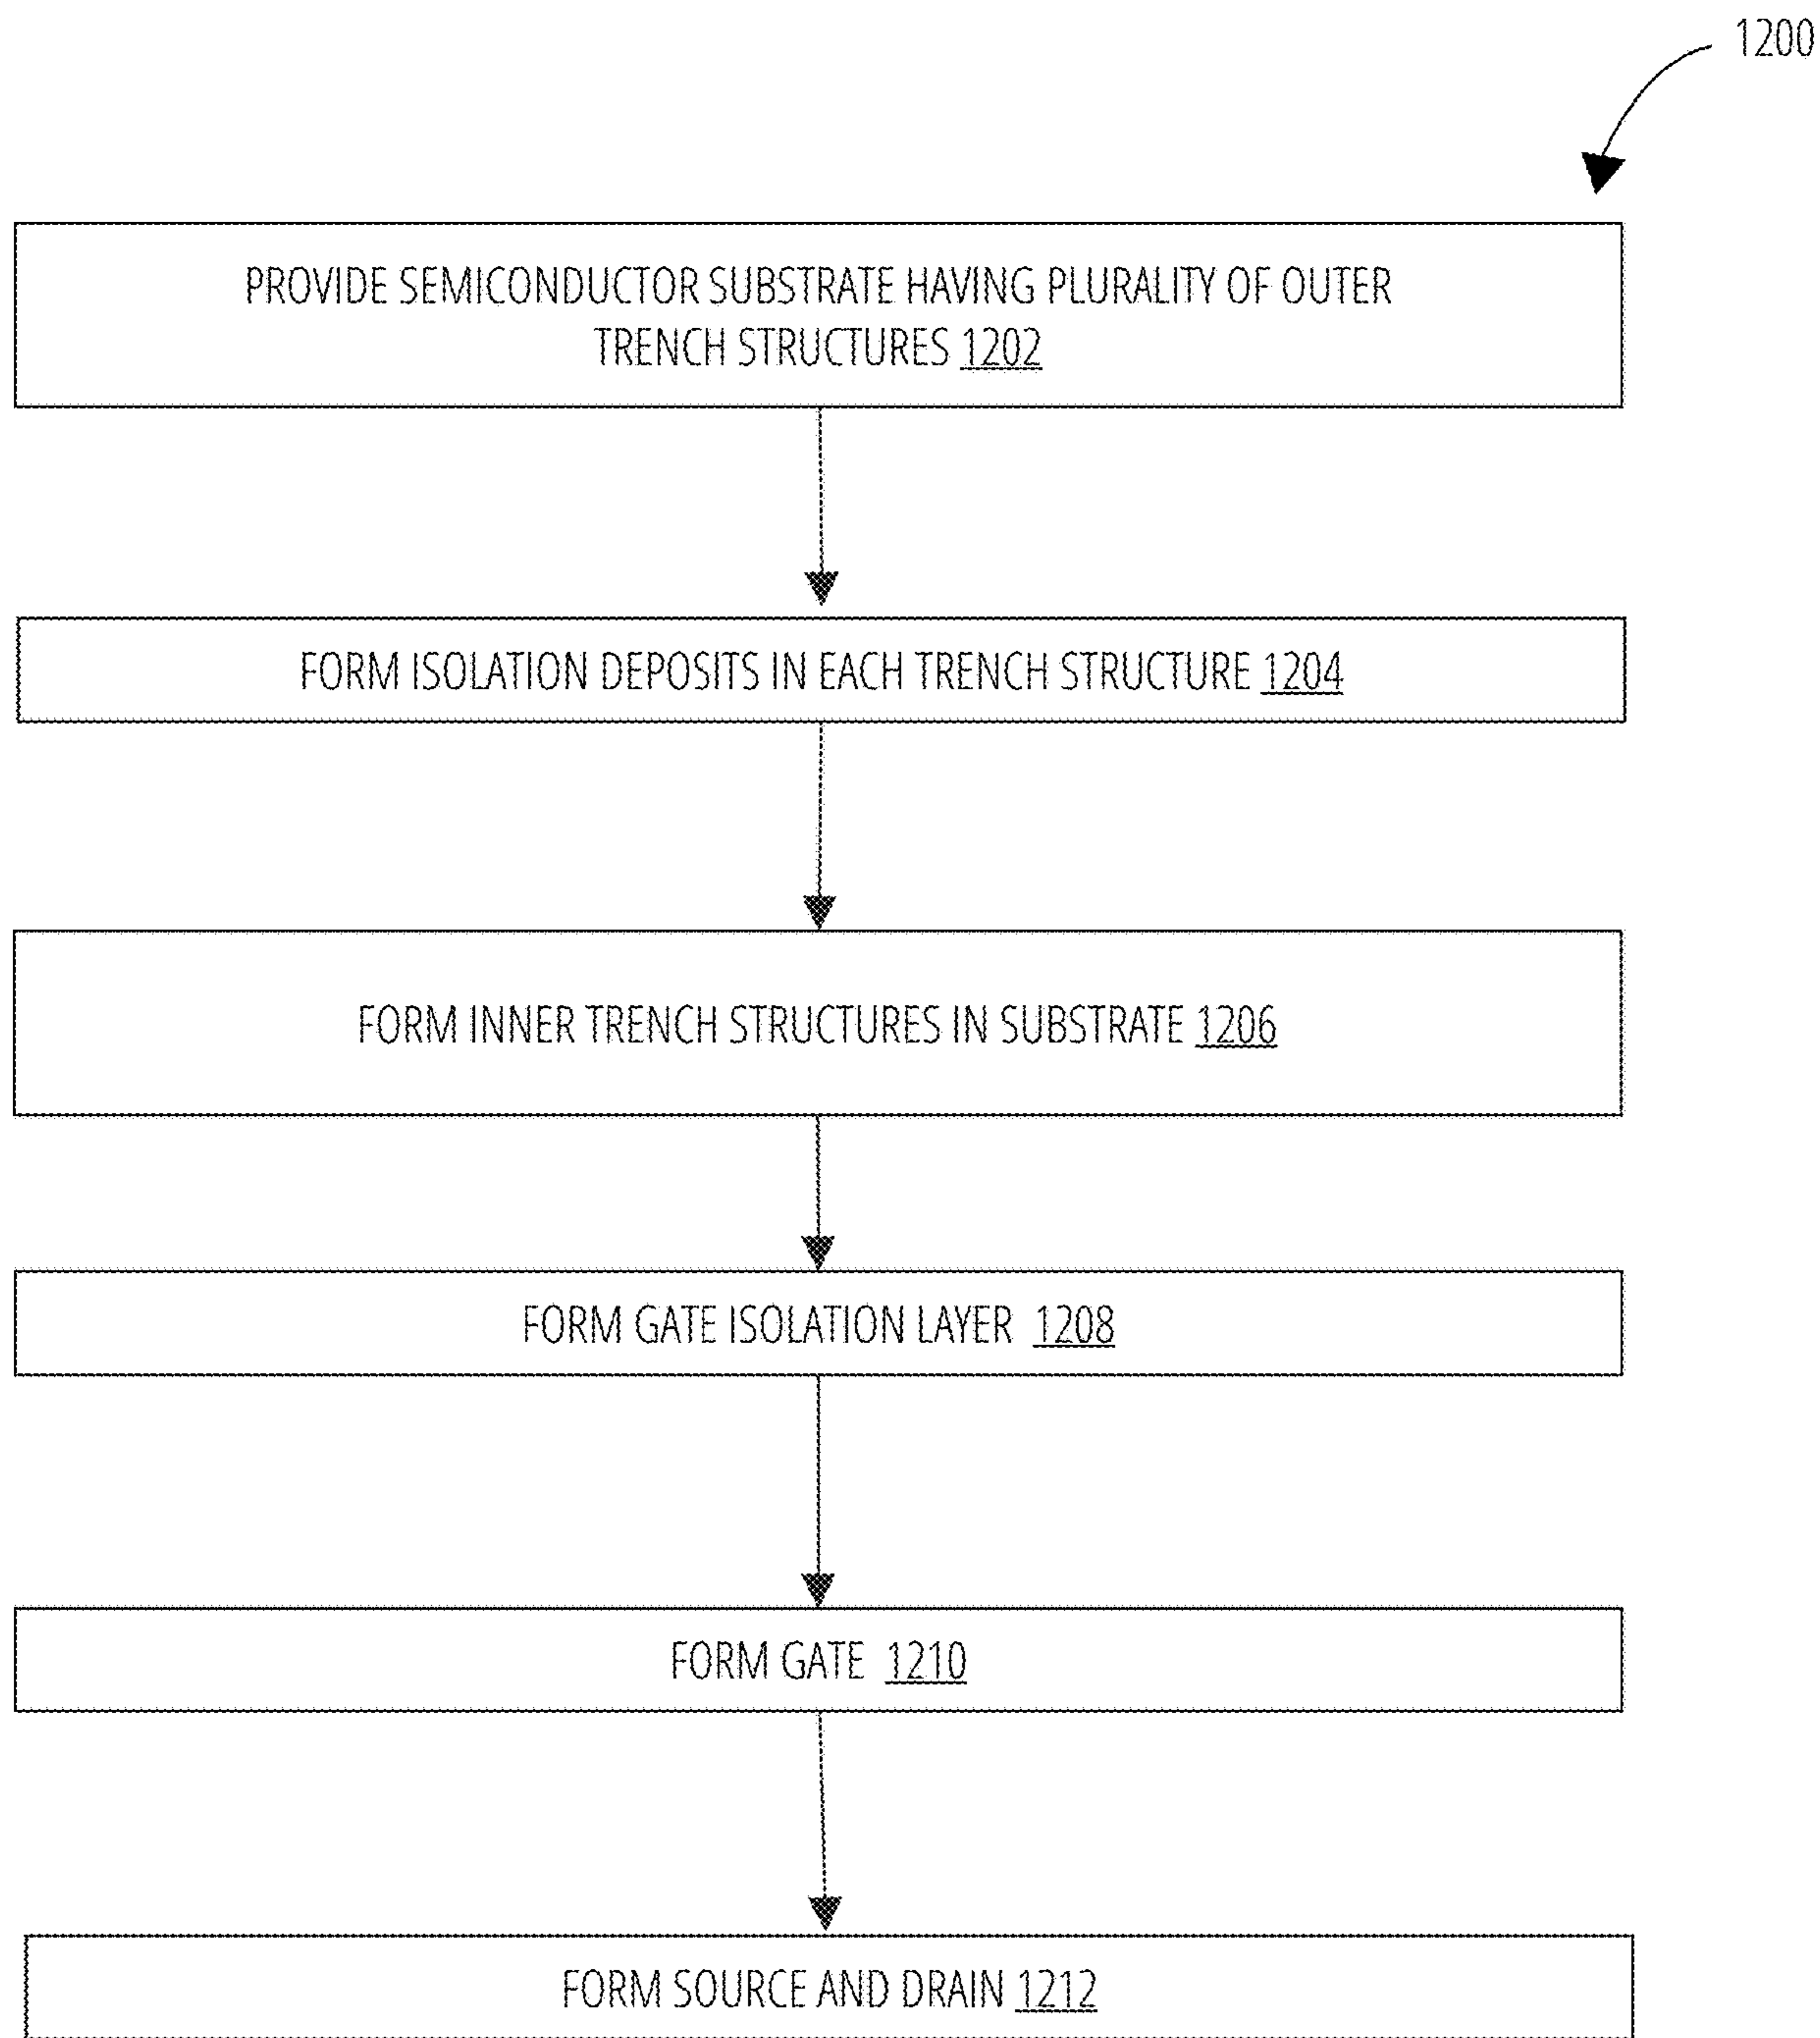 1200
PROVIDE SEMICONDUCTOR SUBSTRATE HAVING PLURALITY OF OUTER
TRENCH STRUCTURES 1202
FORM ISOLATION DEPOSITS IN EACH TRENCH STRUCTURE 1204
FORM INNER TRENCH STRUCTURES IN SUBSTRATE 1206
FORM GATE ISOLATION LAYER 1208
FORM GATE 1210
FORM SOURCE AND DRAIN 1212